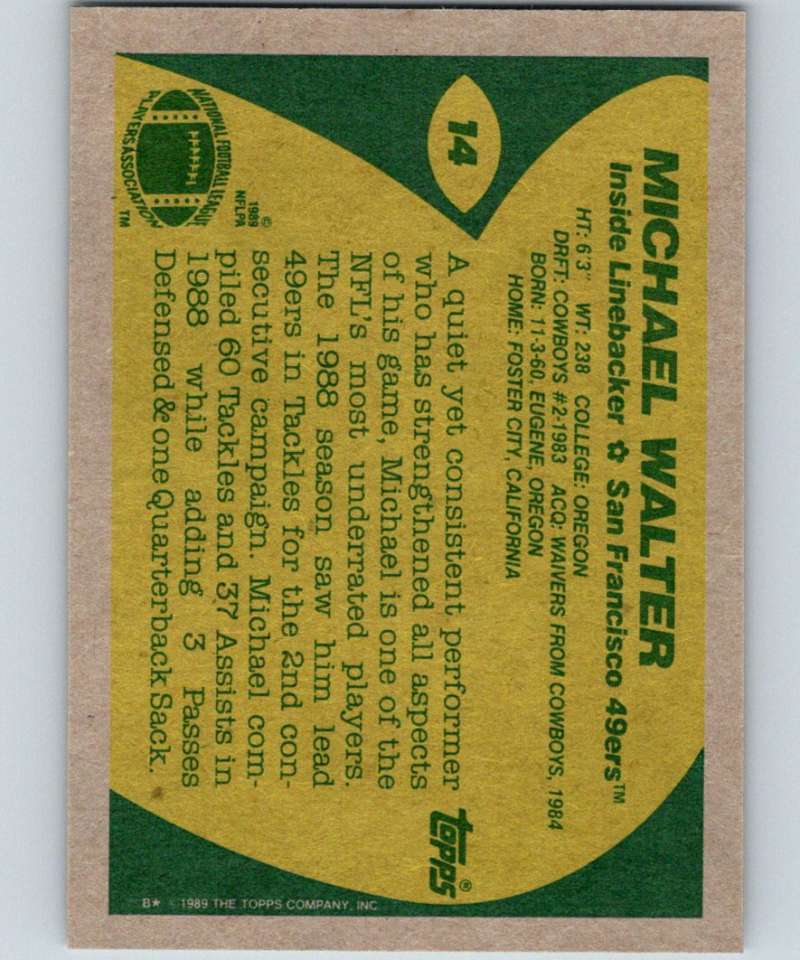 14
MICHAEL WALTER
Inside Linebacker ✿ San Francisco 49ers™
HT: 6'3" WT: 238 COLLEGE: OREGON
DRFT: COWBOYS #2-1983 ACQ: WAIVERS FROM COWBOYS, 1984
BORN: 11-3-60, EUGENE, OREGON
HOME: FOSTER CITY, CALIFORNIA
A quiet yet consistent performer
who has strengthened all aspects
of his game, Michael is one of the
NFL's most underrated players.
The 1988 season saw him lead
49ers in Tackles for the 2nd con-
secutive campaign. Michael com-
piled 60 Tackles and 37 Assists in
1988 while adding 3 Passes
Defensed & one Quarterback Sack.
NATIONAL FOOTBALL LEAGUE
PLAYERS ASSOCIATION
TM
©
1989
NFLPA
topps®
B* · 1989 THE TOPPS COMPANY, INC